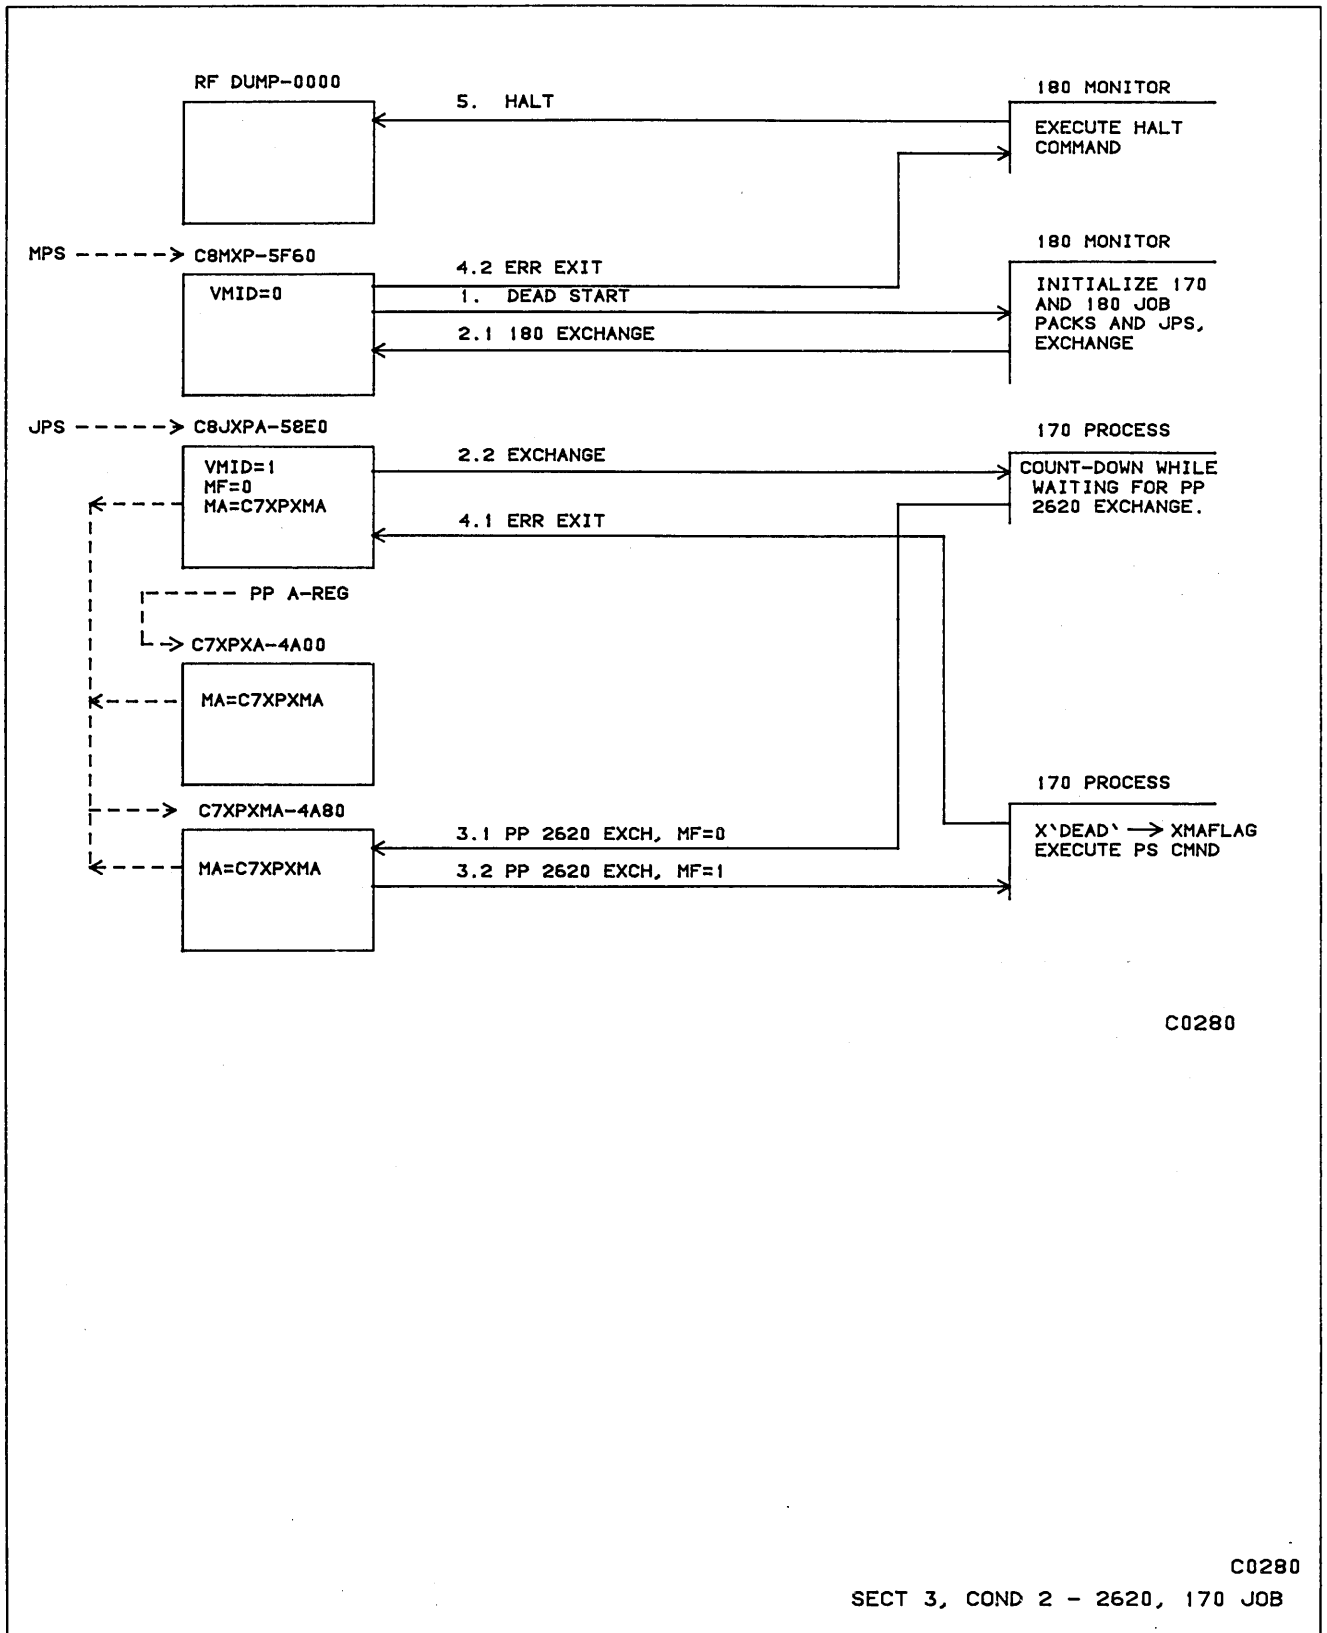 RF DUMP-0000
180 MONITOR
5. HALT
EXECUTE HALT
COMMAND
MPS
C8MXP-5F60
180 MONITOR
4.2 ERR EXIT
VMID=0
1. DEAD START
INITIALIZE 170
AND 180 JOB
PACKS AND JPS,
EXCHANGE
2.1 180 EXCHANGE
JPS
C8JXPA-58E0
170 PROCESS
2.2 EXCHANGE
VMID=1
MF=0
MA=C7XPXMA
COUNT-DOWN WHILE
WAITING FOR PP
2620 EXCHANGE.
4.1 ERR EXIT
PP A-REG
C7XPXA-4A00
MA=C7XPXMA
170 PROCESS
C7XPXMA-4A80
3.1 PP 2620 EXCH, MF=0
X`DEAD` → XMAFLAG
EXECUTE PS CMND
MA=C7XPXMA
3.2 PP 2620 EXCH, MF=1
C0280
C0280
SECT 3, COND 2 - 2620, 170 JOB